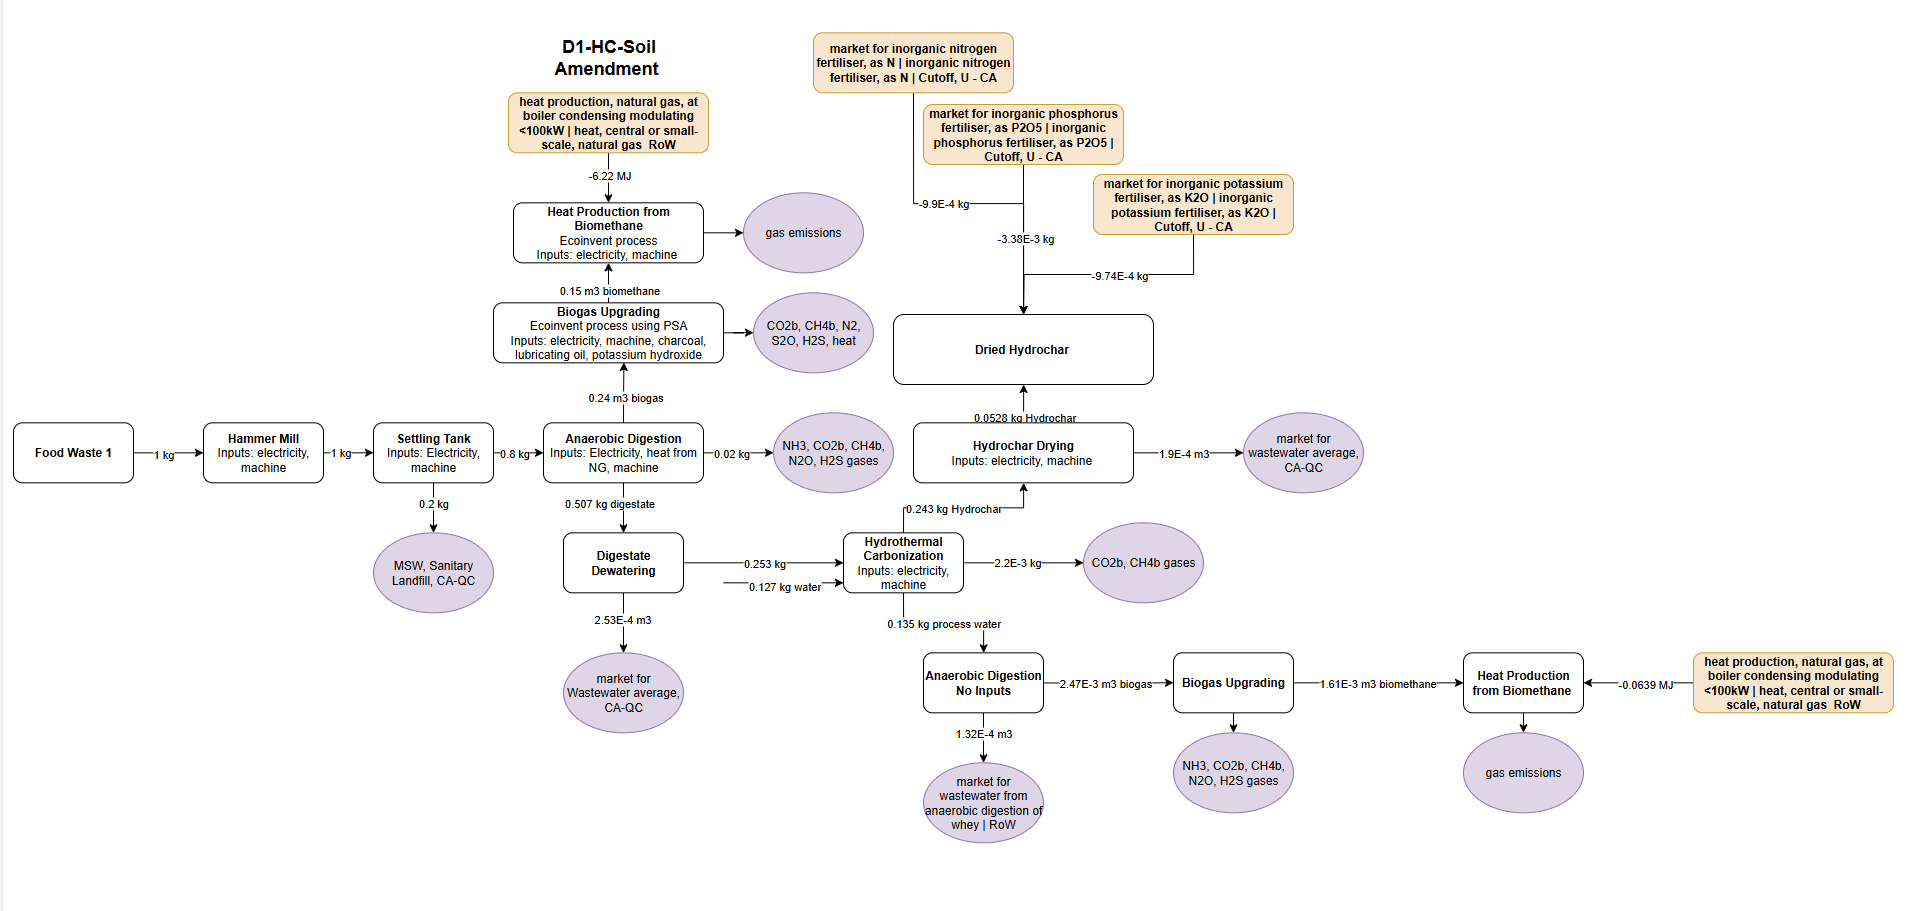 D1-HC-Soil
Amendment
heat production, natural gas, at
boiler condensing modulating
<100kW | heat, central or small-
scale, natural gas  RoW
-6.22 MJ
Heat Production from
Biomethane
Ecoinvent process
Inputs: electricity, machine
gas emissions
0.15 m3 biomethane
Biogas Upgrading
Ecoinvent process using PSA
Inputs: electricity, machine, charcoal,
lubricating oil, potassium hydroxide
CO2b, CH4b, N2,
S2O, H2S, heat
0.24 m3 biogas
market for inorganic nitrogen
fertiliser, as N | inorganic nitrogen
fertiliser, as N | Cutoff, U - CA
market for inorganic phosphorus
fertiliser, as P2O5 | inorganic
phosphorus fertiliser, as P2O5 |
Cutoff, U - CA
market for inorganic potassium
fertiliser, as K2O | inorganic
potassium fertiliser, as K2O |
Cutoff, U - CA
-9.9E-4 kg
-3.38E-3 kg
-9.74E-4 kg
Dried Hydrochar
0.0528 kg Hydrochar
Food Waste 1
1 kg
Hammer Mill
Inputs: electricity,
machine
1 kg
Settling Tank
Inputs: Electricity,
machine
0.8 kg
Anaerobic Digestion
Inputs: Electricity, heat from
NG, machine
0.02 kg
NH3, CO2b, CH4b,
N2O, H2S gases
Hydrochar Drying
Inputs: electricity, machine
1.9E-4 m3
market for
wastewater average,
CA-QC
0.2 kg
MSW, Sanitary
Landfill, CA-QC
0.507 kg digestate
0.243 kg Hydrochar
Digestate
Dewatering
0.253 kg
0.127 kg water
Hydrothermal
Carbonization
Inputs: electricity,
machine
2.2E-3 kg
CO2b, CH4b gases
2.53E-4 m3
market for
Wastewater average,
CA-QC
0.135 kg process water
Anaerobic Digestion
No Inputs
2.47E-3 m3 biogas
Biogas Upgrading
1.61E-3 m3 biomethane
Heat Production
from Biomethane
-0.0639 MJ
heat production, natural gas, at
boiler condensing modulating
<100kW | heat, central or small-
scale, natural gas  RoW
1.32E-4 m3
market for
wastewater from
anaerobic digestion of
whey | RoW
NH3, CO2b, CH4b,
N2O, H2S gases
gas emissions